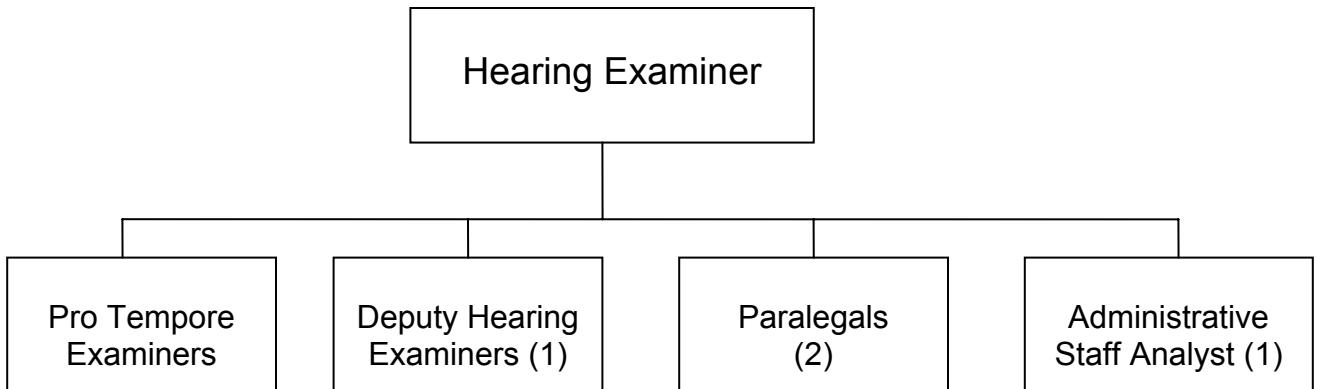 Hearing Examiner
Pro Tempore
Examiners
Deputy Hearing
Examiners (1)
Paralegals
(2)
Administrative
Staff Analyst (1)